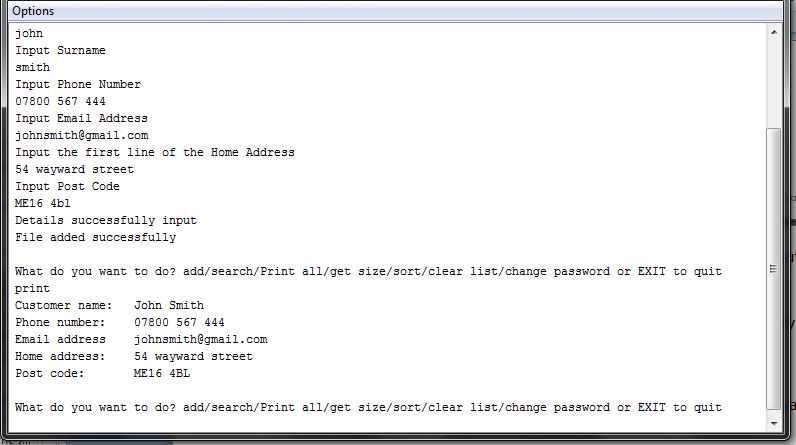 Options
john
Input Surname
smith
Input Phone Number
07800 567 444
Input Email Address
johnsmith@gmail.com
Input the first line of the Home Address
54 wayward street
Input Post Code
ME16 4bl
Details successfully input
File added successfully
What do you want to do? add/search/Print all/get size/sort/clear list/change password or EXIT to quit
print
Customer name:   John Smith
Phone number:    07800 567 444
Email address    johnsmith@gmail.com
Home address:    54 wayward street
Post code:       ME16 4BL
What do you want to do? add/search/Print all/get size/sort/clear list/change password or EXIT to quit